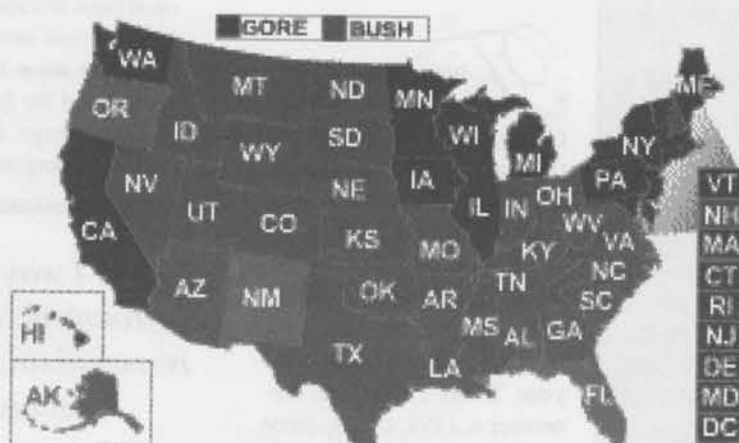 GORE BUSH
WA
MT
ND
MN
ME
OR
ID
WY
SD
WI
MI
NY
NV
UT
CO
NE
IA
IL
IN
OH
PA
CA
KS
MO
KY
WV
VA
AZ
NM
OK
AR
TN
NC
SC
TX
LA
MS
AL
GA
FL
HI
AK
VT
NH
MA
CT
RI
NJ
DE
MD
DC